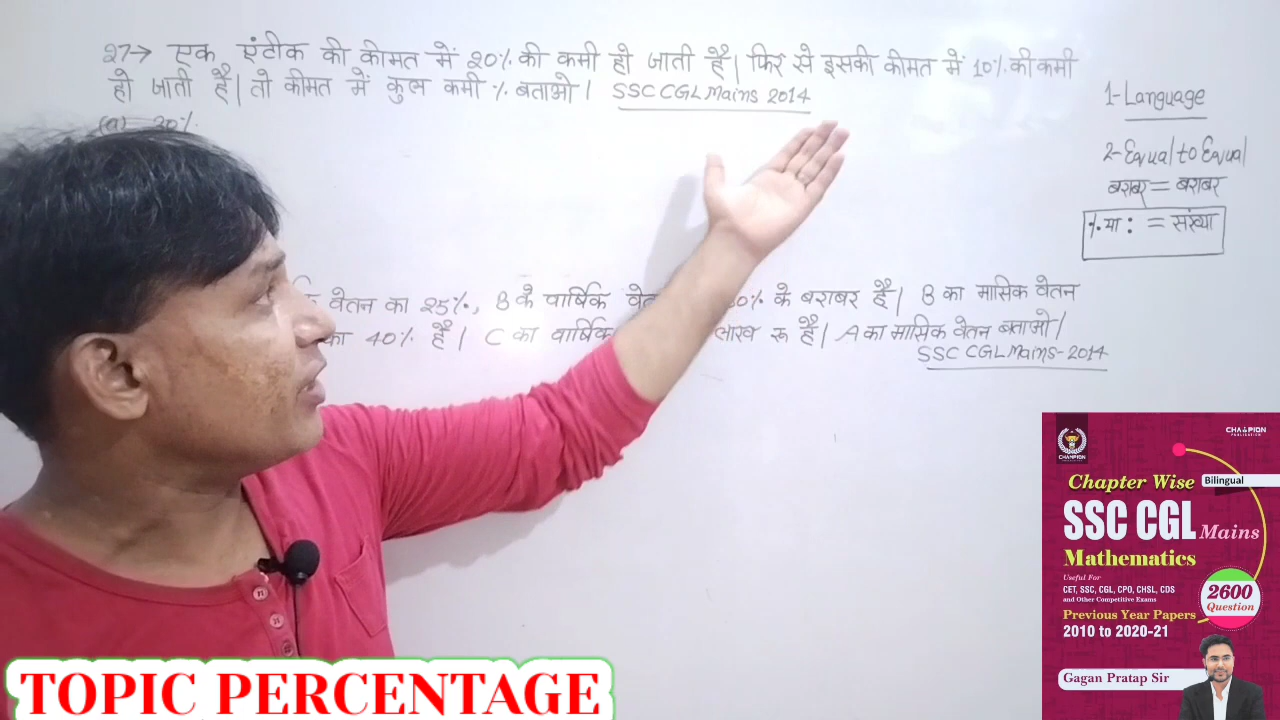 27→ एक एंटीक की कीमत में 20% की कमी हो जाती है| फिर से इसकी कीमत में 10% की कमी
हो जाती है| तो कीमत में कुल कमी % बताओ| SSC CGL Mains 2014
(a) 30%
1-Language
2-Equal to Equal
बराबर = बराबर
% या : = संख्या
वेतन का 25%, B के वार्षिक 0% के बराबर है| B का मासिक वेतन
का 40% है| C का वार्षिक लाख रू है| A का मासिक वेतन बताओ|
SSC CGL Mains-2014
CHAMPION
CHAMPION
PUBLICATION
Chapter Wise Bilingual
SSC CGL Mains
Mathematics
Useful For
CET, SSC, CGL, CPO, CHSL, CDS
and Other Competitive Exams
2600
Question
Previous Year Papers
2010 to 2020-21
Gagan Pratap Sir
TOPIC PERCENTAGE